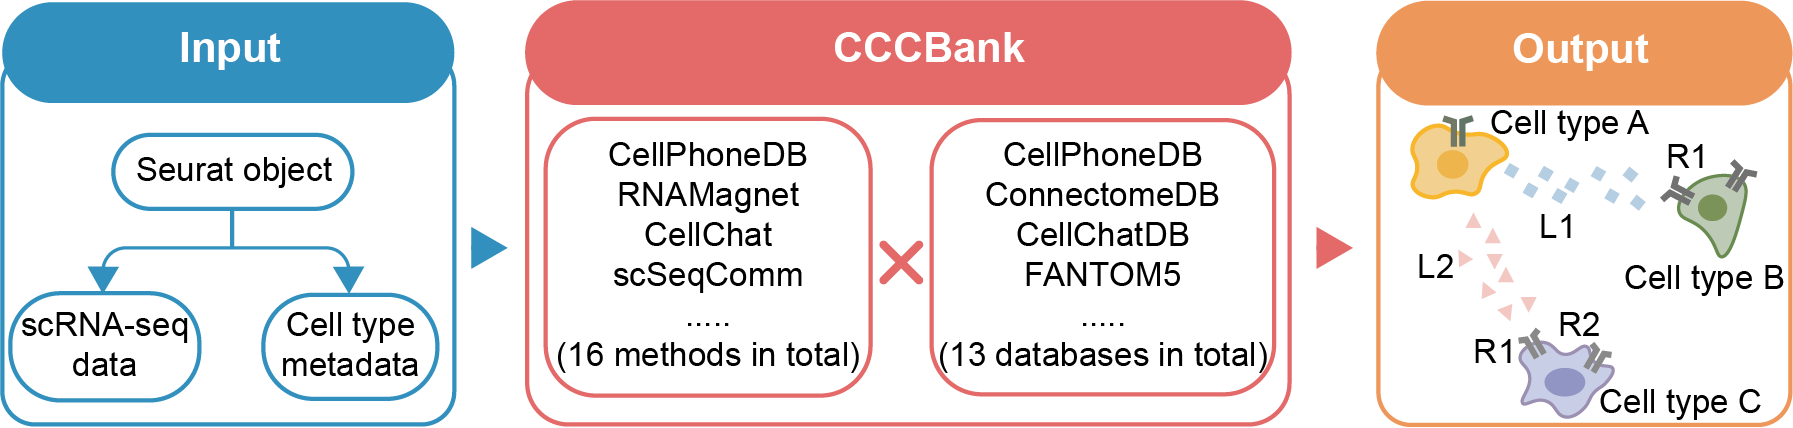 Input
Seurat object
scRNA-seq
data
Cell type
metadata
CCCBank
CellPhoneDB
RNAMagnet
CellChat
scSeqComm
.....
(16 methods in total)
×
CellPhoneDB
ConnectomeDB
CellChatDB
FANTOM5
.....
(13 databases in total)
Output
Cell type A
R1
L1
L2
Cell type B
R2
R1
Cell type C